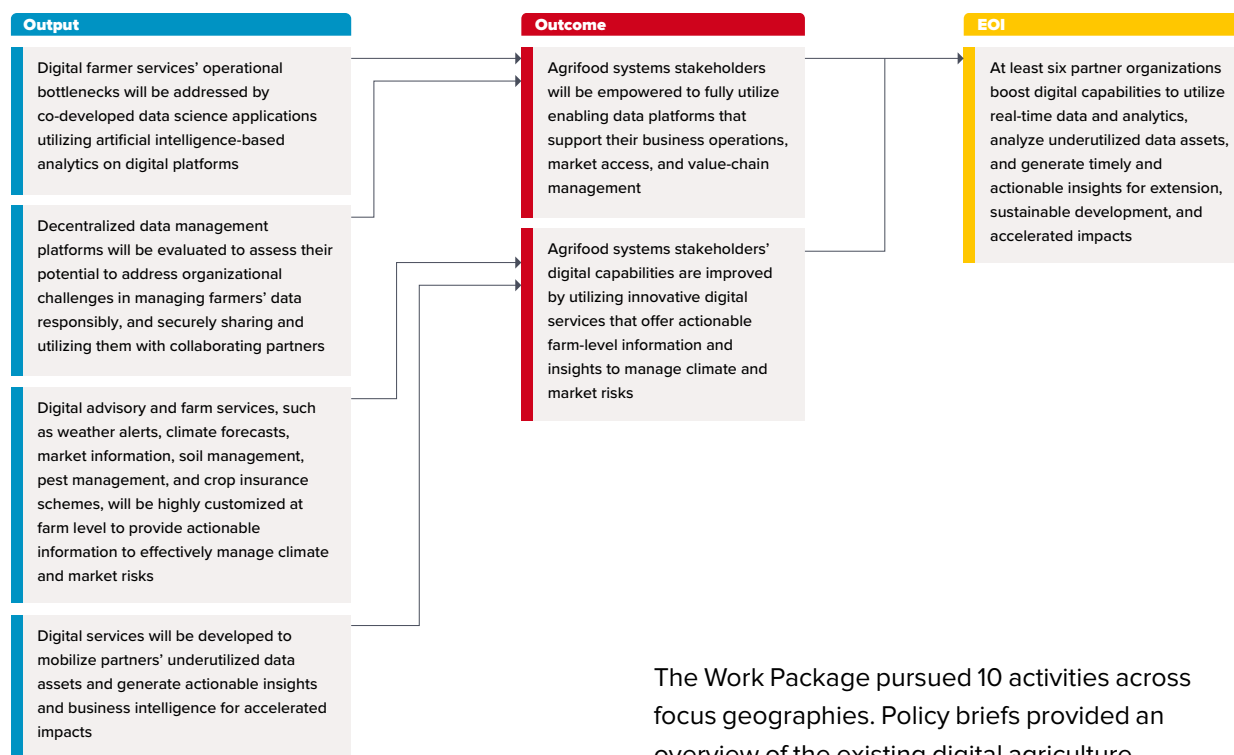 Output
Digital farmer services’ operational
bottlenecks will be addressed by
co-developed data science applications
utilizing artificial intelligence-based
analytics on digital platforms
Decentralized data management
platforms will be evaluated to assess their
potential to address organizational
challenges in managing farmers’ data
responsibly, and securely sharing and
utilizing them with collaborating partners
Digital advisory and farm services, such
as weather alerts, climate forecasts,
market information, soil management,
pest management, and crop insurance
schemes, will be highly customized at
farm level to provide actionable
information to effectively manage climate
and market risks
Digital services will be developed to
mobilize partners’ underutilized data
assets and generate actionable insights
and business intelligence for accelerated
impacts
Outcome
Agrifood systems stakeholders
will be empowered to fully utilize
enabling data platforms that
support their business operations,
market access, and value-chain
management
Agrifood systems stakeholders’
digital capabilities are improved
by utilizing innovative digital
services that offer actionable
farm-level information and
insights to manage climate and
market risks
EOI
At least six partner organizations
boost digital capabilities to utilize
real-time data and analytics,
analyze underutilized data assets,
and generate timely and
actionable insights for extension,
sustainable development, and
accelerated impacts
The Work Package pursued 10 activities across
focus geographies. Policy briefs provided an
overview of the existing digital agriculture